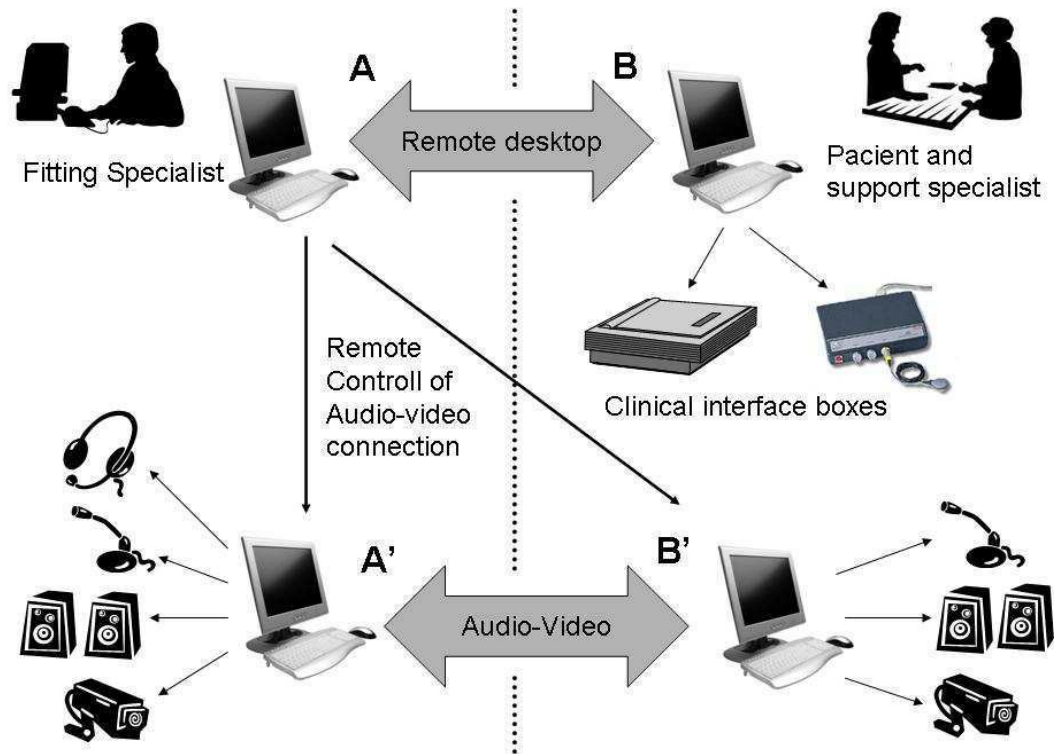 A
B
Remote desktop
Fitting Specialist
Pacient and
support specialist
Remote
Controll of
Audio-video
connection
Clinical interface boxes
A’
B’
Audio-Video